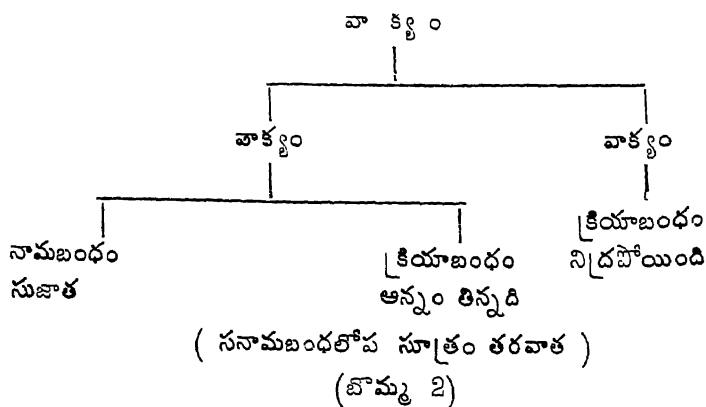 వాక్యం
వాక్యం వాక్యం
నామబంధం క్రియాబంధం క్రియాబంధం
సుజాత అన్నం తిన్నది నిద్రపోయింది
( సనామబంధలోప సూత్రం తరవాత )
(బొమ్మ 2)